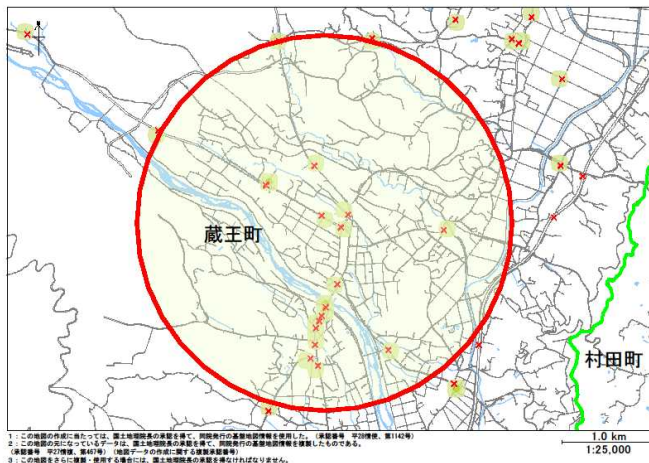 蔵王町
村田町
1.0 km
1:25,000
1：この地図の作成に当たっては、国土地理院長の承認を得て、同院発行の基盤地図情報を使用した。（承認番号　平28情使、第1142号）
2：この地図の元になっているデータは、国土地理院長の承認を得て、同院発行の基盤地図情報を複製したものである。
（承認番号　平27情複、第467号）（地図データの作成に関する複製承認番号）
3：この地図をさらに複製・使用する場合には、国土地理院長の承認を得なければなりません。